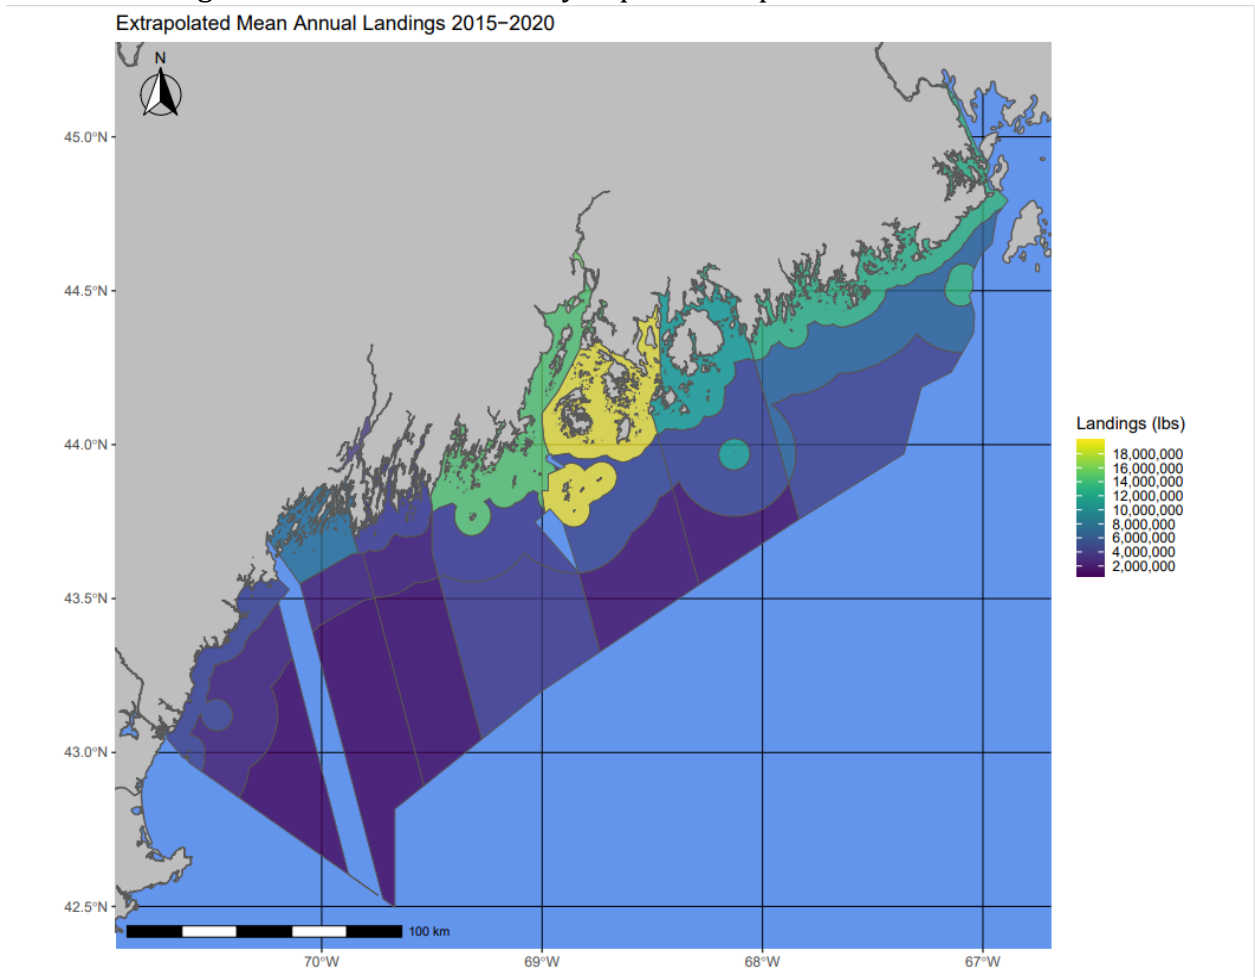 Extrapolated Mean Annual Landings 2015−2020
N
45.0°N
44.5°N
44.0°N
43.5°N
43.0°N
42.5°N
100 km
70°W
69°W
68°W
67°W
Landings (lbs)
18,000,000
16,000,000
14,000,000
12,000,000
10,000,000
8,000,000
6,000,000
4,000,000
2,000,000